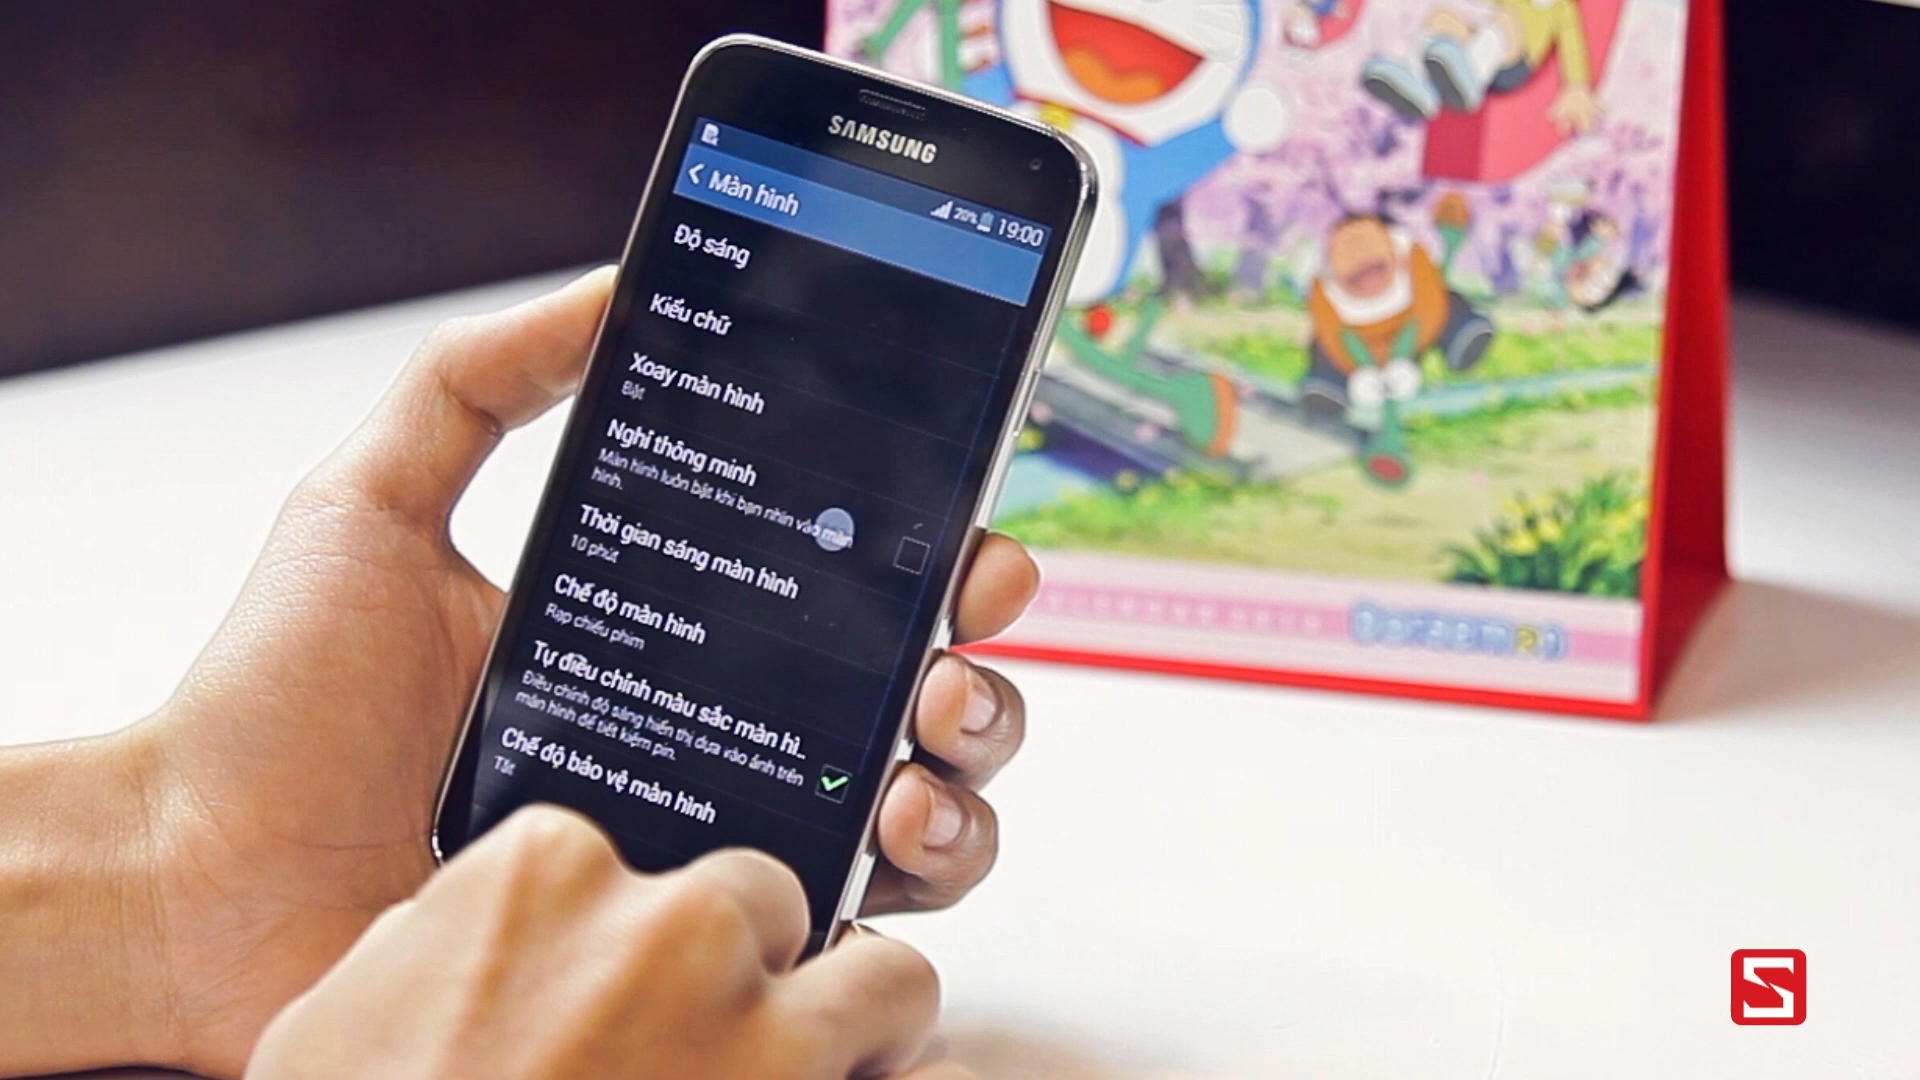 SAMSUNG
Màn hình
20% 19:00
Độ sáng
Kiểu chữ
Xoay màn hình
Bật
Nghỉ thông minh
Màn hình luôn bật khi bạn nhìn vào màn
hình.
Thời gian sáng màn hình
10 phút
Chế độ màn hình
Rạp chiếu phim
Tự điều chỉnh màu sắc màn hì..
Điều chỉnh độ sáng hiển thị dựa vào ảnh trên
màn hình để tiết kiệm pin.
Chế độ bảo vệ màn hình
Tắt
Doraemon